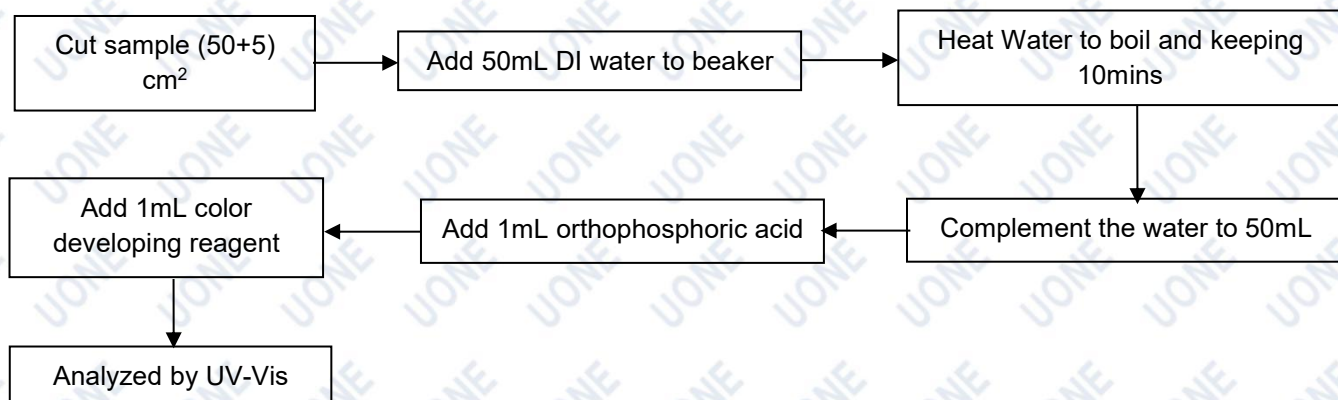 Cut sample (50+5)
cm²
Add 50mL DI water to beaker
Heat Water to boil and keeping
10mins
Complement the water to 50mL
Add 1mL orthophosphoric acid
Add 1mL color
developing reagent
Analyzed by UV-Vis
UONE